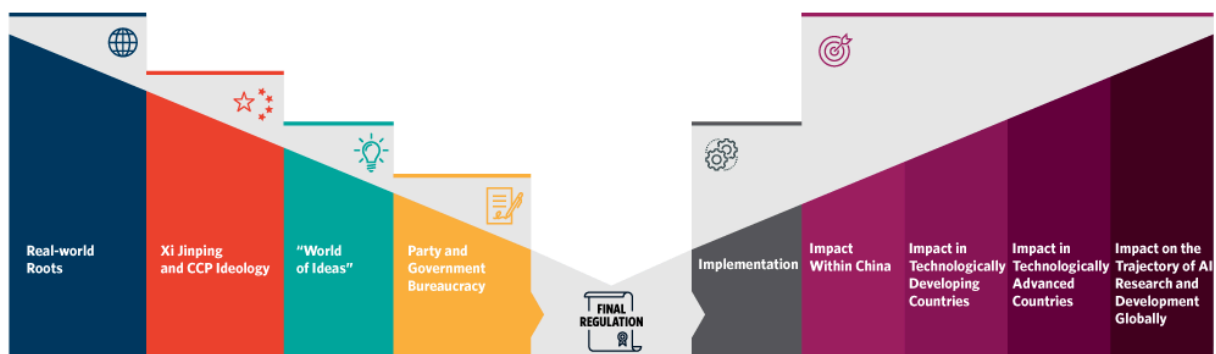 Real-world
Roots
Xi Jinping
and CCP Ideology
“World
of Ideas”
Party and
Government
Bureaucracy
FINAL
REGULATION
Implementation
Impact
Within China
Impact in
Technologically
Developing
Countries
Impact in
Technologically
Advanced
Countries
Impact on the
Trajectory of AI
Research and
Development
Globally